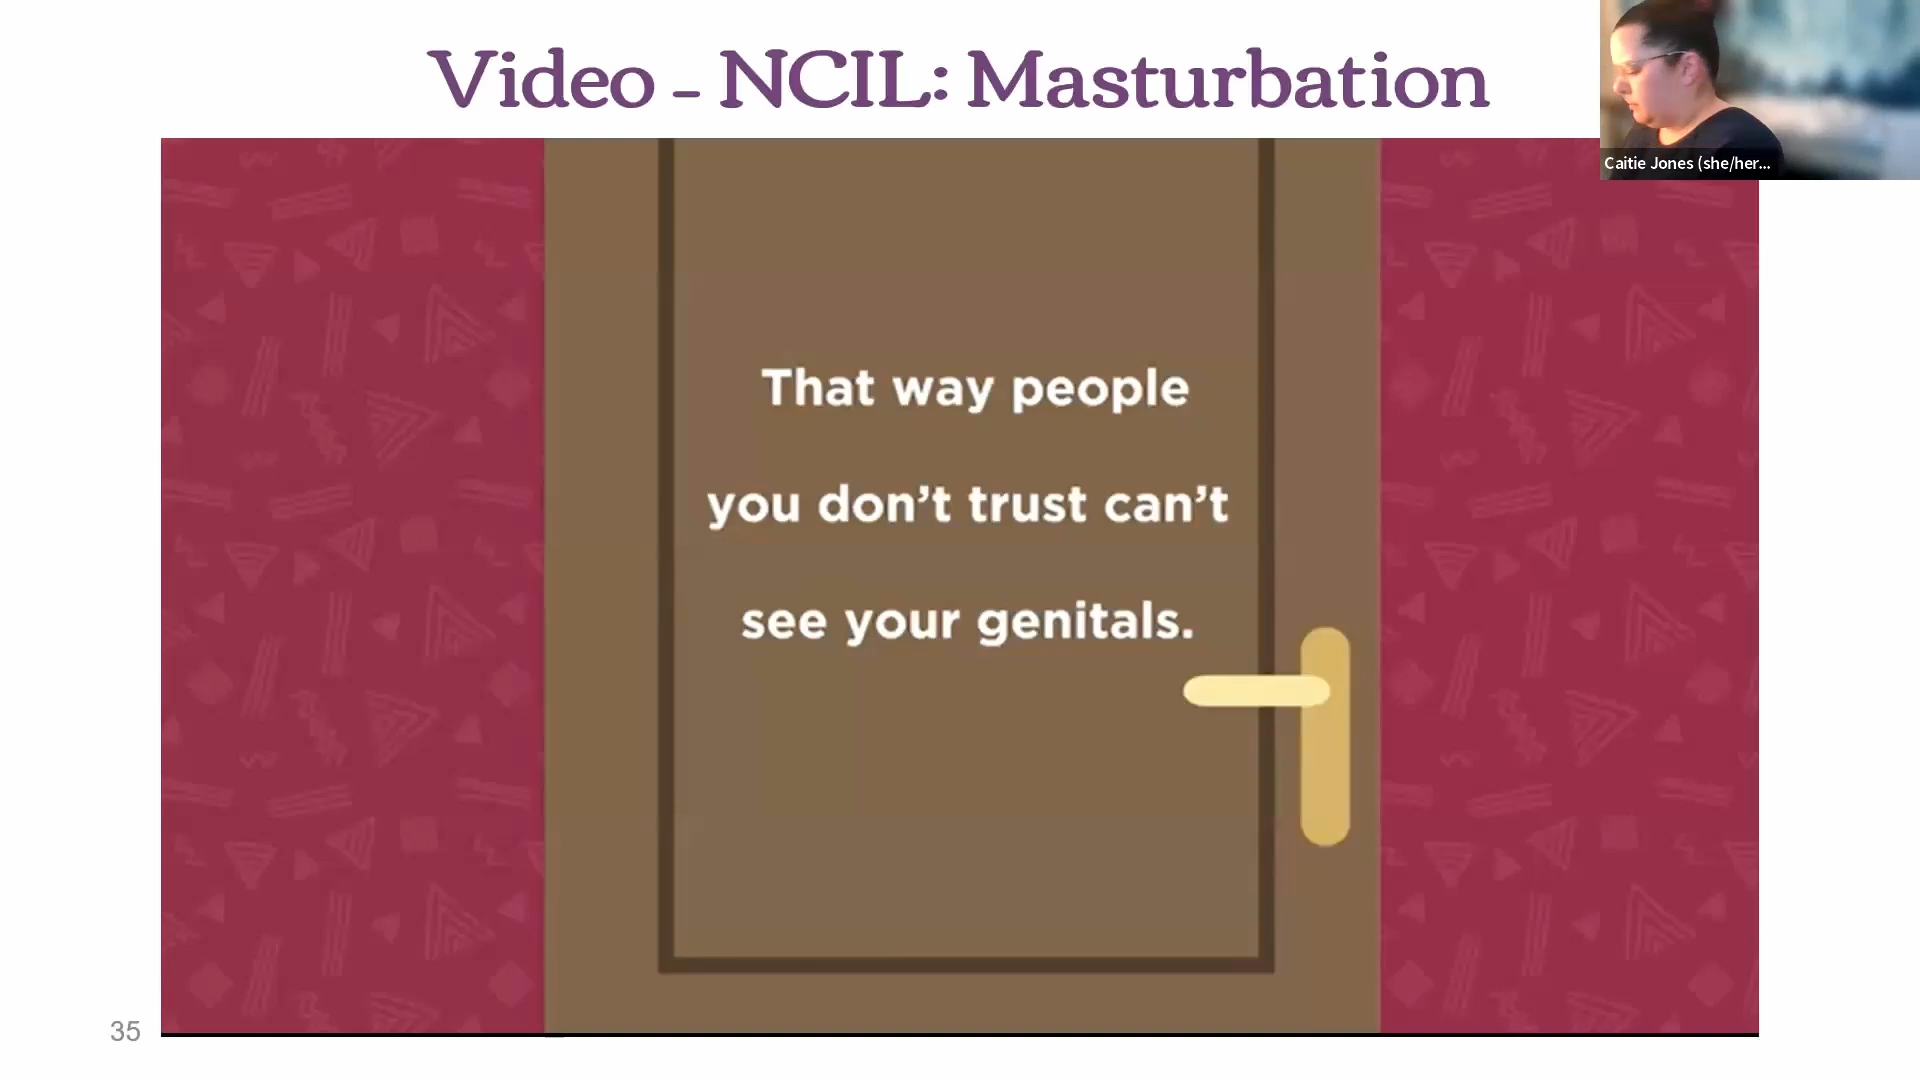 Video - NCIL: Masturbation
Caitie Jones (she/her...
That way people
you don't trust can't
see your genitals.
35